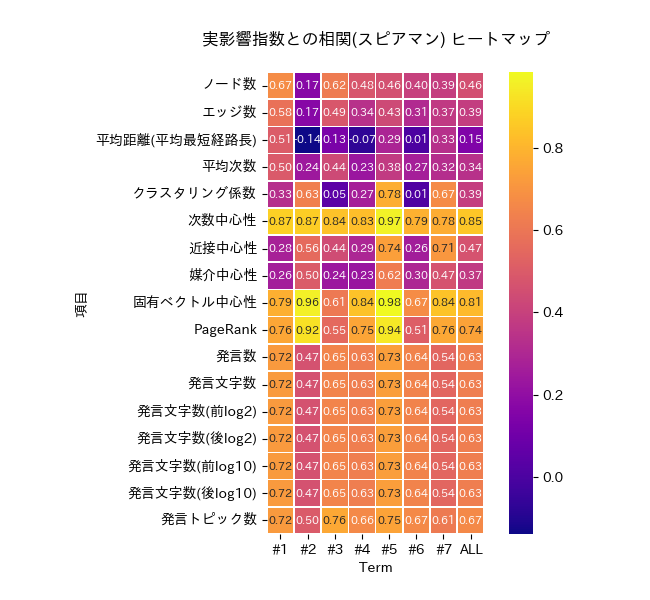 実影響指数との相関(スピアマン) ヒートマップ
ノード数 0.67 0.17 0.62 0.48 0.46 0.40 0.39 0.46
エッジ数 0.58 0.17 0.49 0.34 0.43 0.31 0.37 0.39
平均距離(平均最短経路長) 0.51 -0.14 0.13 -0.07 0.29 0.01 0.33 0.15
平均次数 0.50 0.24 0.44 0.23 0.38 0.27 0.32 0.34
クラスタリング係数 0.33 0.63 0.05 0.27 0.78 0.01 0.67 0.39
次数中心性 0.87 0.87 0.84 0.83 0.97 0.79 0.78 0.85
近接中心性 0.28 0.56 0.44 0.29 0.74 0.26 0.71 0.47
媒介中心性 0.26 0.50 0.24 0.23 0.62 0.30 0.47 0.37
固有ベクトル中心性 0.79 0.96 0.61 0.84 0.98 0.67 0.84 0.81
PageRank 0.76 0.92 0.55 0.75 0.94 0.51 0.76 0.74
発言数 0.72 0.47 0.65 0.63 0.73 0.64 0.54 0.63
発言文字数 0.72 0.47 0.65 0.63 0.73 0.64 0.54 0.63
発言文字数(前log2) 0.72 0.47 0.65 0.63 0.73 0.64 0.54 0.63
発言文字数(後log2) 0.72 0.47 0.65 0.63 0.73 0.64 0.54 0.63
発言文字数(前log10) 0.72 0.47 0.65 0.63 0.73 0.64 0.54 0.63
発言文字数(後log10) 0.72 0.47 0.65 0.63 0.73 0.64 0.54 0.63
発言トピック数 0.72 0.50 0.76 0.66 0.75 0.67 0.61 0.67
#1 #2 #3 #4 #5 #6 #7 ALL
Term
項目
0.8
0.6
0.4
0.2
0.0